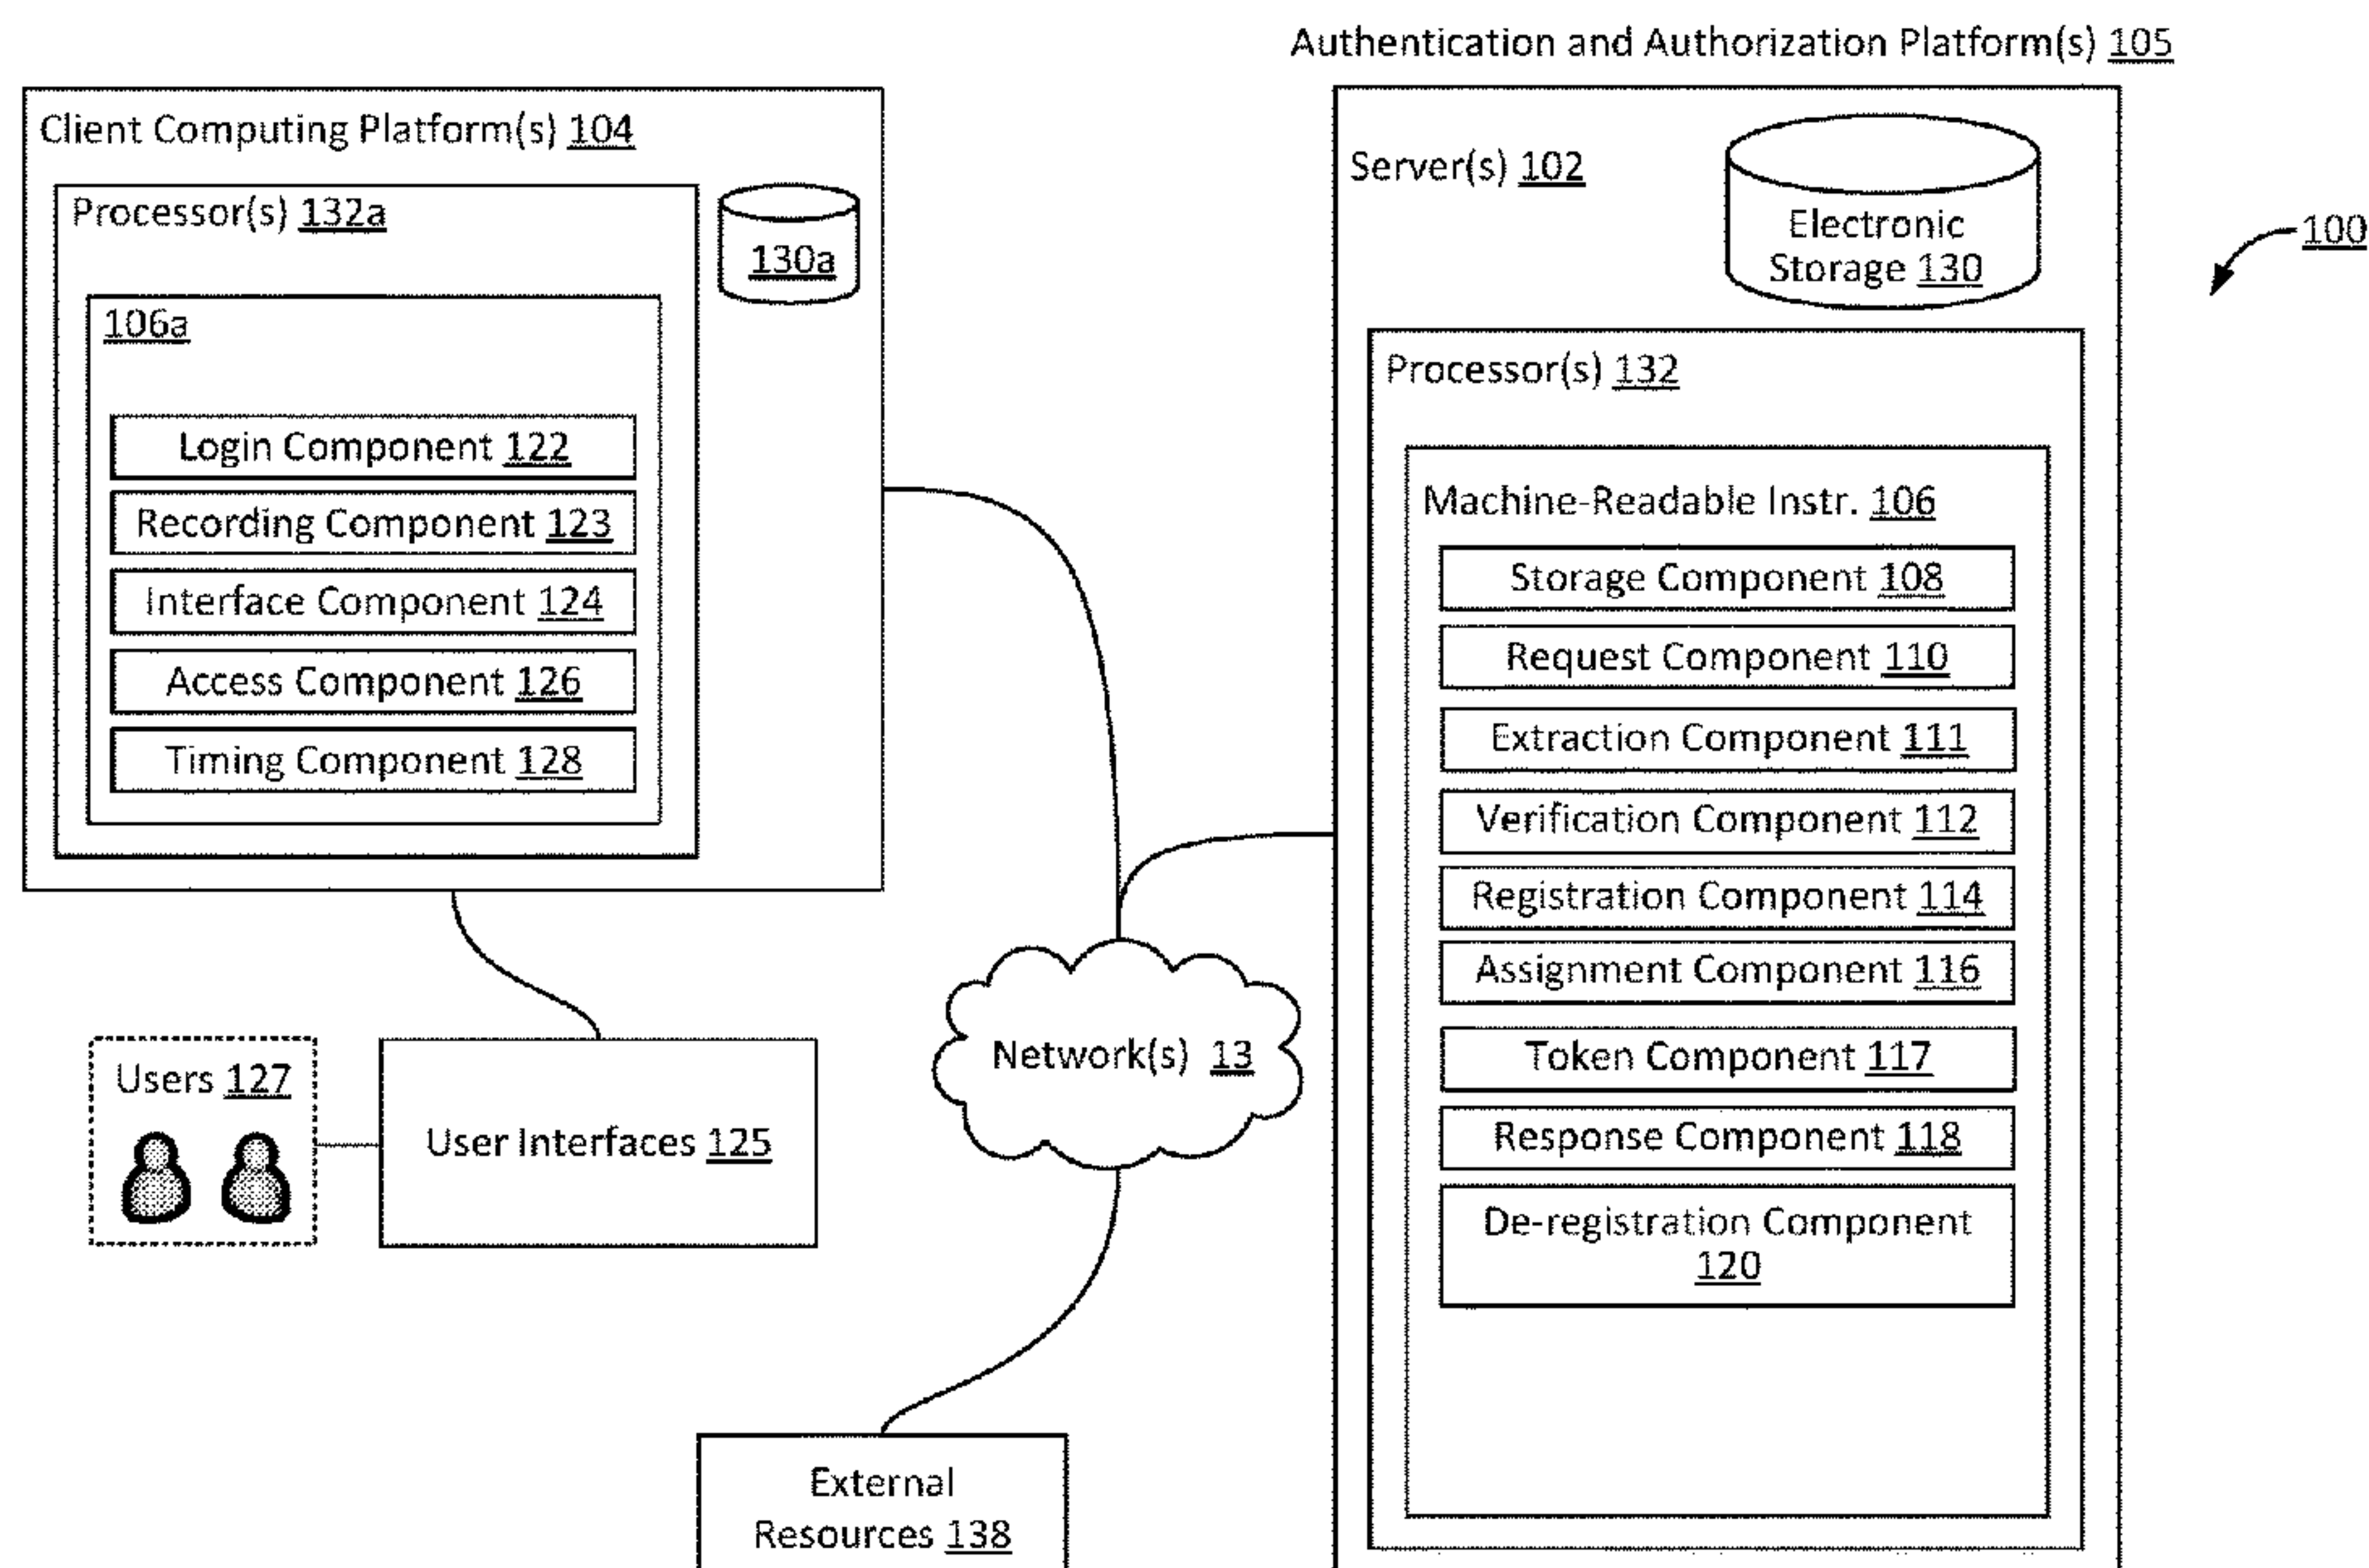 Authentication and Authorization Platform(s) 105
Client Computing Platform(s) 104
Processor(s) 132a
130a
106a
Login Component 122
Recording Component 123
Interface Component 124
Access Component 126
Timing Component 128
Server(s) 102
Electronic
Storage 130
100
Processor(s) 132
Machine-Readable Instr. 106
Storage Component 108
Request Component 110
Extraction Component 111
Verification Component 112
Registration Component 114
Assignment Component 116
Token Component 117
Response Component 118
De-registration Component
120
Network(s) 13
Users 127
User Interfaces 125
External
Resources 138